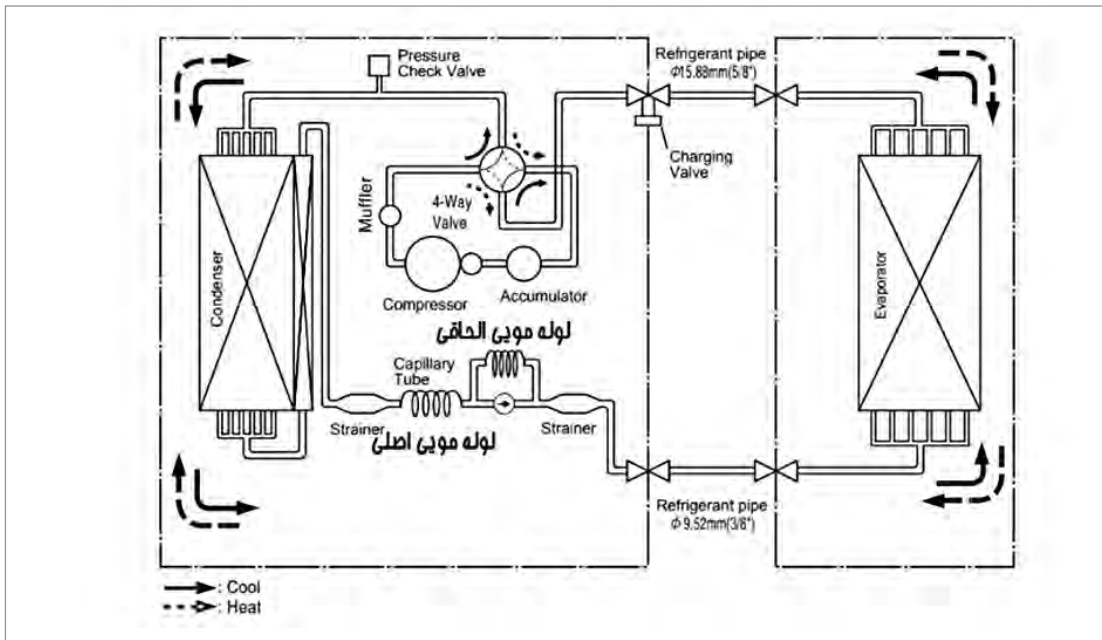 Pressure
Check Valve
Refrigerant pipe
Φ15.88mm(5/8")
Charging
Valve
Muffler
4-Way
Valve
Condenser
Evaporator
Compressor
Accumulator
لوله مویی الحاقی
Capillary
Tube
Strainer
Strainer
لوله مویی اصلی
Refrigerant pipe
Φ9.52mm(3/8")
: Cool
: Heat